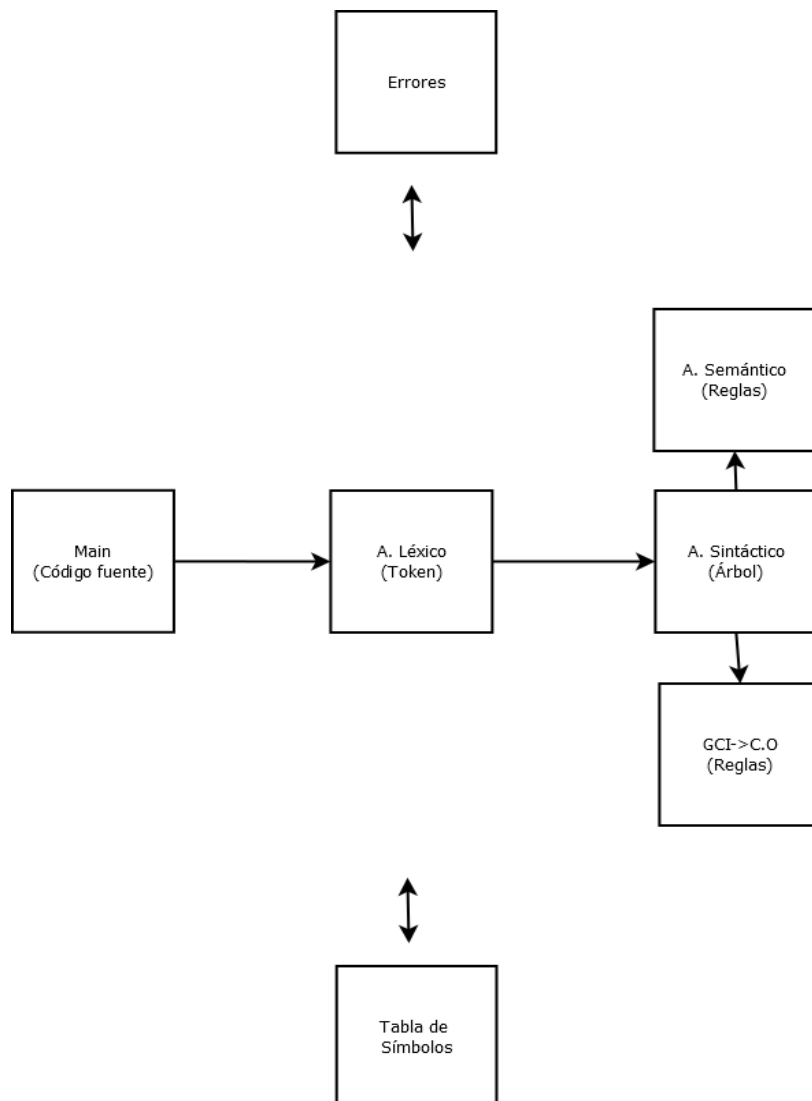 Errores
A. Semántico
(Reglas)
Main
(Código fuente)
A. Léxico
(Token)
A. Sintáctico
(Árbol)
GCI->C.O
(Reglas)
Tabla de
Símbolos